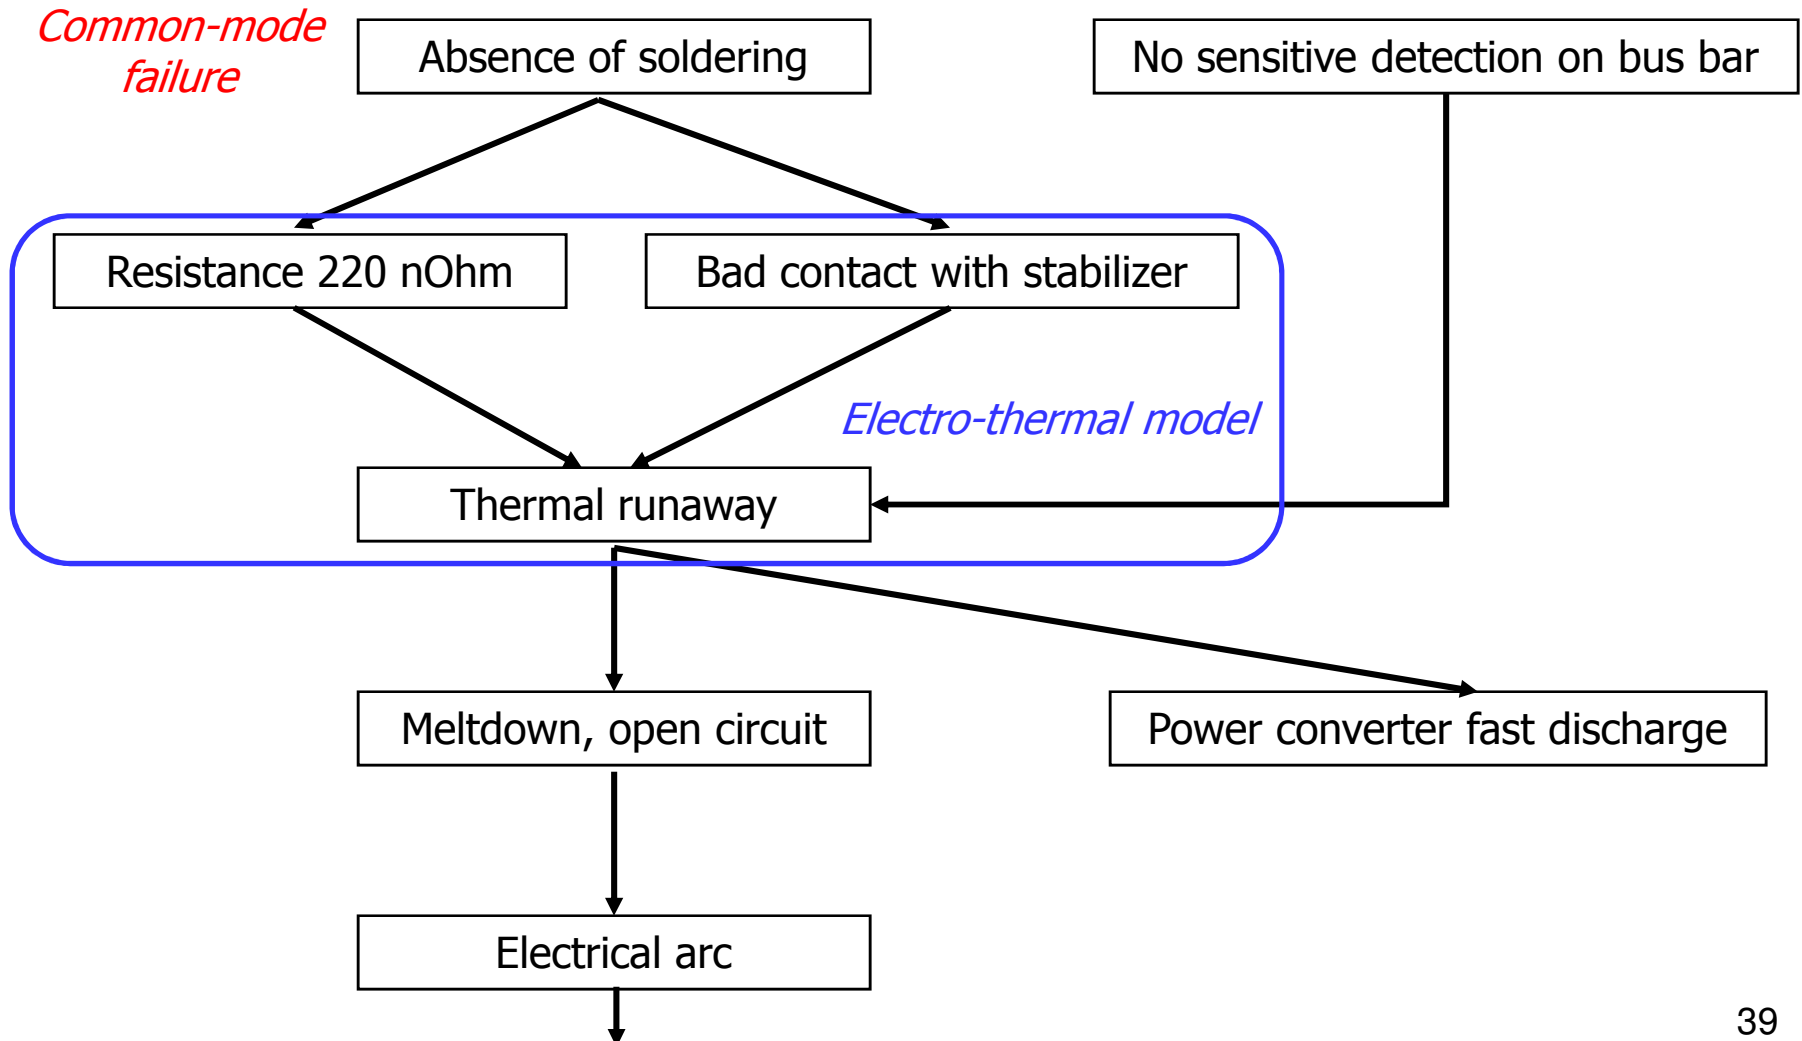 Common-mode
failure
Absence of soldering
No sensitive detection on bus bar
Resistance 220 nOhm
Bad contact with stabilizer
Electro-thermal model
Thermal runaway
Meltdown, open circuit
Power converter fast discharge
Electrical arc
39